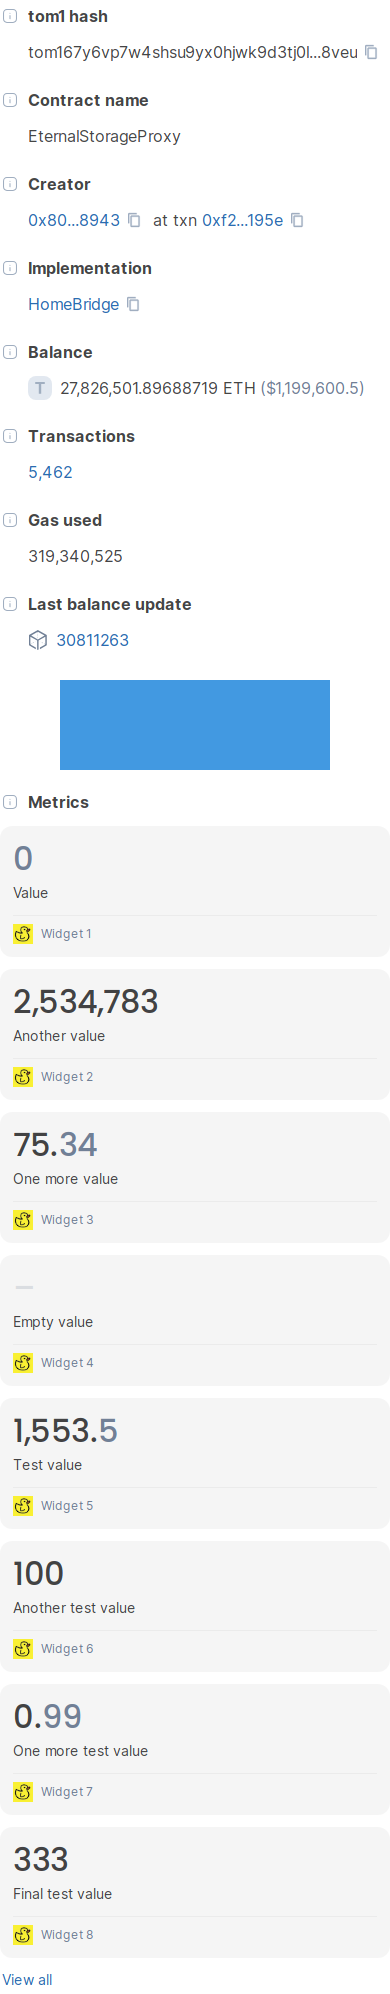 tom1 hash
tom167y6vp7w4shsu9yx0hjwk9d3tj0l...8veu
Contract name
EternalStorageProxy
Creator
0x80...8943 at txn 0xf2...195e
Implementation
HomeBridge
Balance
T 27,826,501.89688719 ETH ($1,199,600.5)
Transactions
5,462
Gas used
319,340,525
Last balance update
30811263
Metrics
0
Value
Widget 1
2,534,783
Another value
Widget 2
75.34
One more value
Widget 3
—
Empty value
Widget 4
1,553.5
Test value
Widget 5
100
Another test value
Widget 6
0.99
One more test value
Widget 7
333
Final test value
Widget 8
View all